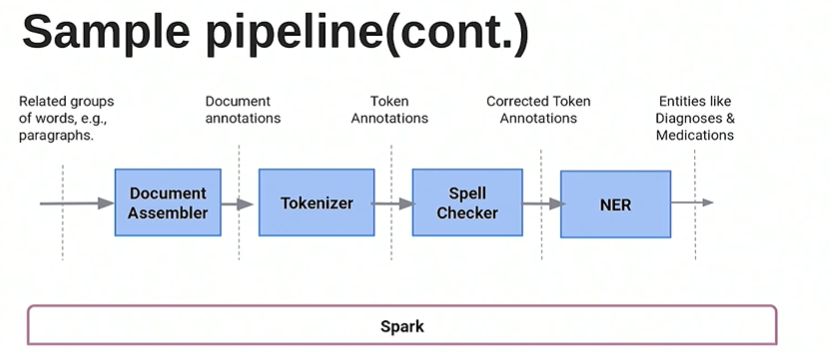 Sample pipeline(cont.)
Related groups
of words, e.g.,
paragraphs.
Document
annotations
Token
Annotations
Corrected Token
Annotations
Entities like
Diagnoses &
Medications
Document
Assembler
Tokenizer
Spell
Checker
NER
Spark